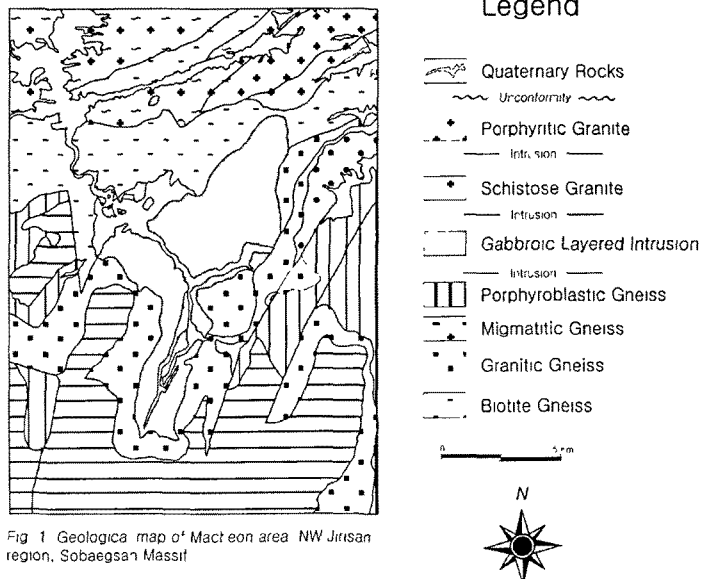 Legend
Quaternary Rocks
Unconformity
Porphyritic Granite
Intrusion
Schistose Granite
Intrusion
Gabbroic Layered Intrusion
Intrusion
Porphyroblastic Gneiss
Migmatitic Gneiss
Granitic Gneiss
Biotite Gneiss
0 5 km
N
Fig 1 Geological map of Macheon area NW Jirisan
region, Sobaegsan Massif